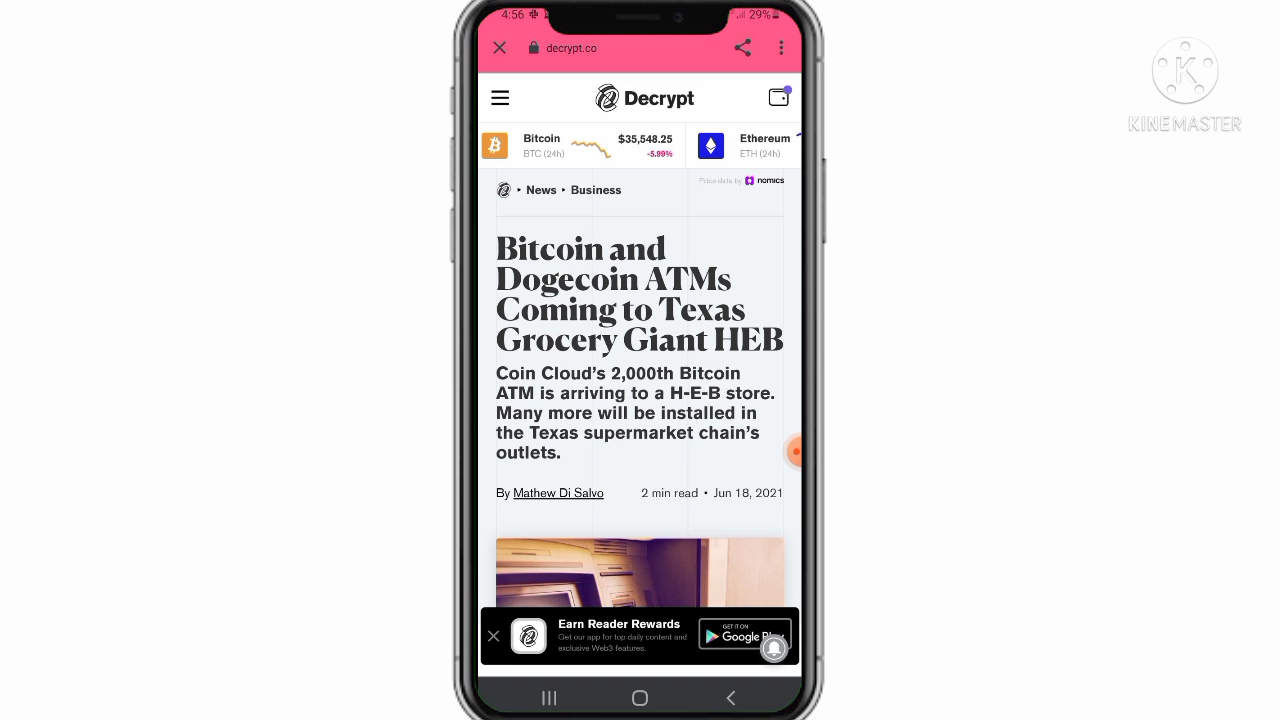 4:56
29%
decrypt.co
KINEMASTER
Decrypt
Bitcoin $35,548.25 Ethereum
BTC (24h) -5.99% ETH (24h)
Price data by nomics
News ‣ Business
Bitcoin and
Dogecoin ATMs
Coming to Texas
Grocery Giant HEB
Coin Cloud’s 2,000th Bitcoin
ATM is arriving to a H-E-B store.
Many more will be installed in
the Texas supermarket chain’s
outlets.
By Mathew Di Salvo 2 min read • Jun 18, 2021
Earn Reader Rewards
Get our app for top daily content and
exclusive Web3 features.
GET IT ON
Google